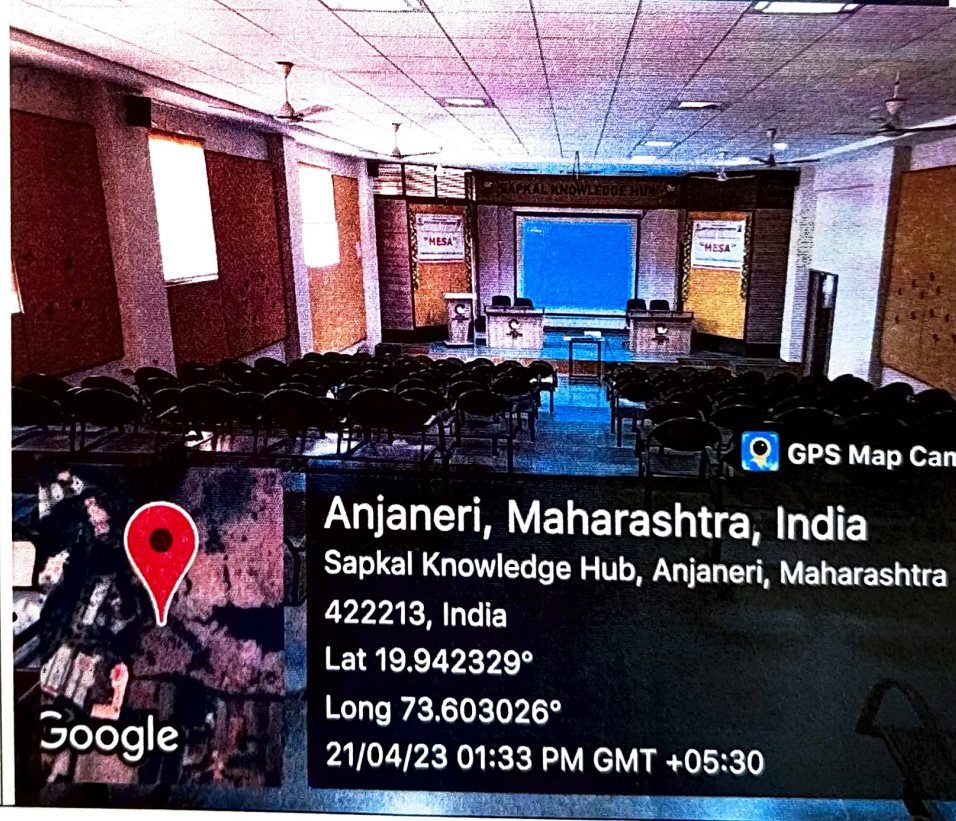 SAPKAL KNOWLEDGE HUB
"MESA"
"MESA"
GPS Map Cam
Anjaneri, Maharashtra, India
Sapkal Knowledge Hub, Anjaneri, Maharashtra
422213, India
Lat 19.942329°
Long 73.603026°
21/04/23 01:33 PM GMT +05:30
Google